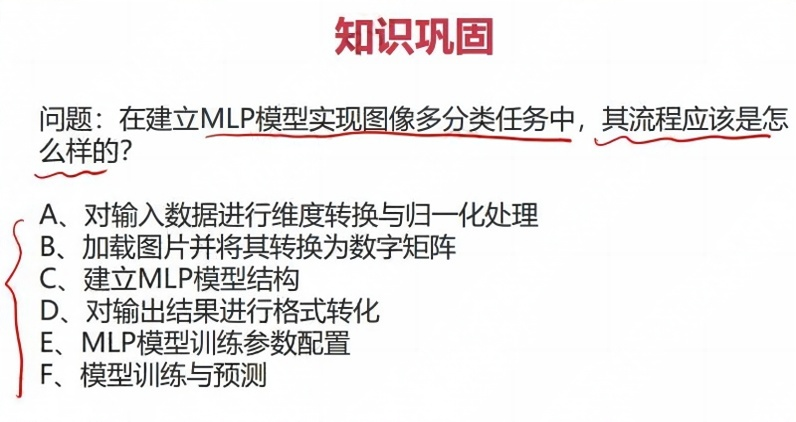 知识巩固
问题：在建立MLP模型实现图像多分类任务中，其流程应该是怎
么样的？
A、对输入数据进行维度转换与归一化处理
B、加载图片并将其转换为数字矩阵
C、建立MLP模型结构
D、对输出结果进行格式转化
E、MLP模型训练参数配置
F、模型训练与预测